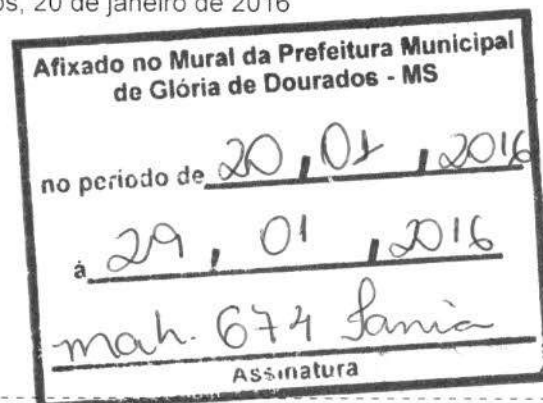 os, 20 de janeiro de 2016
Afixado no Mural da Prefeitura Municipal
de Glória de Dourados - MS
no período de 20, 01, 2016
á 29, 01, 2016
mah. 674 Sania
Assinatura